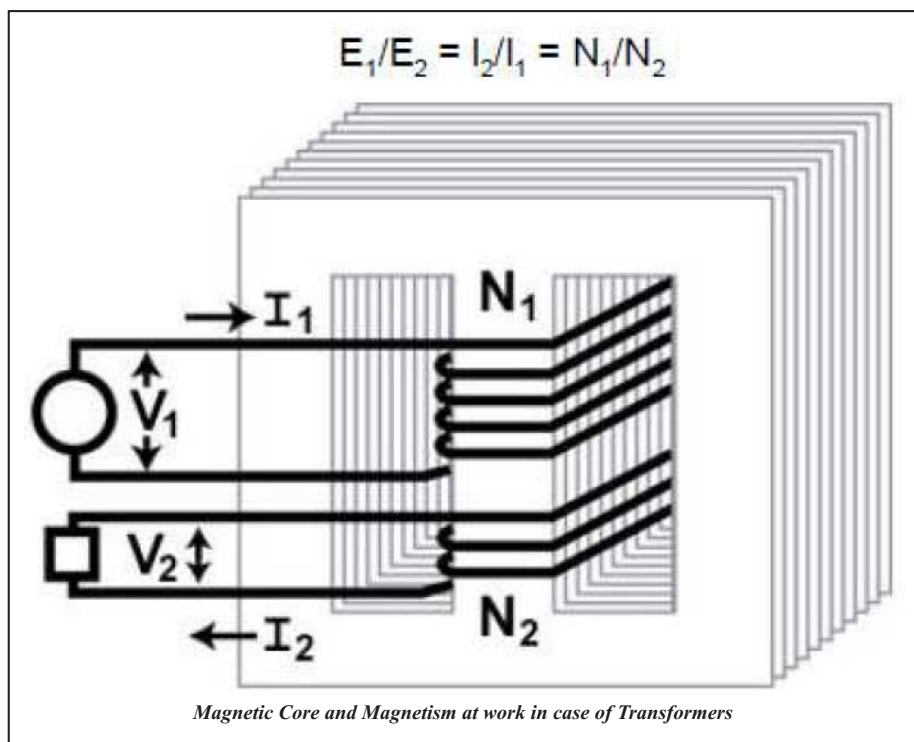 E₁/E₂ = I₂/I₁ = N₁/N₂
I₁
N₁
V₁
V₂
I₂
N₂
Magnetic Core and Magnetism at work in case of Transformers